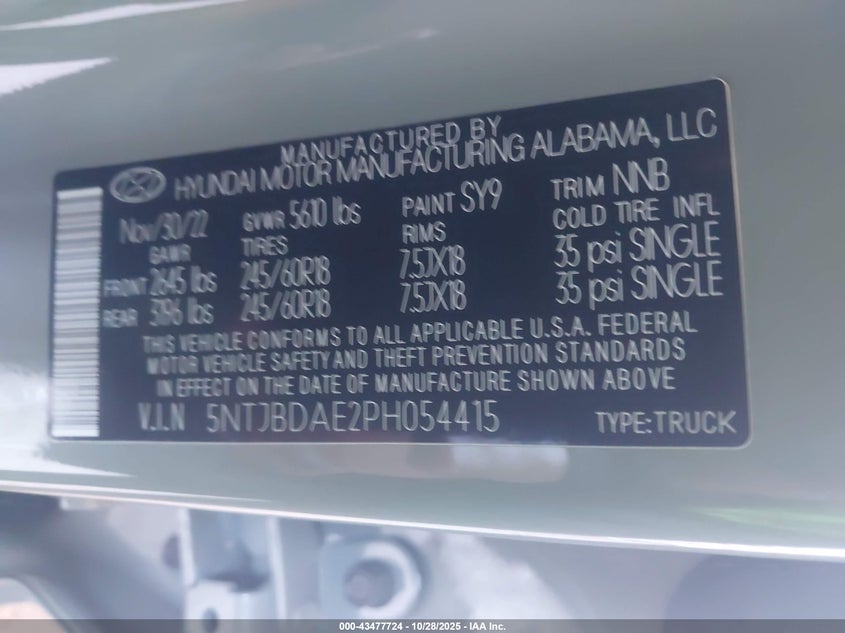 MANUFACTURED BY
HYUNDAI MOTOR MANUFACTURING ALABAMA, LLC
Nov/30/22 GVWR 5610 lbs PAINT SY9 TRIM NNB
GAWR TIRES RIMS COLD TIRE INFL
FRONT 2645 lbs 245/60R18 7.5JX18 35 psi SINGLE
REAR 3196 lbs 245/60R18 7.5JX18 35 psi SINGLE
THIS VEHICLE CONFORMS TO ALL APPLICABLE U.S.A. FEDERAL
MOTOR VEHICLE SAFETY AND THEFT PREVENTION STANDARDS
IN EFFECT ON THE DATE OF MANUFACTURE SHOWN ABOVE
V.I.N 5NTJBDAE2PH054415 TYPE:TRUCK
000-43477724 - 10/28/2025 - IAA Inc.